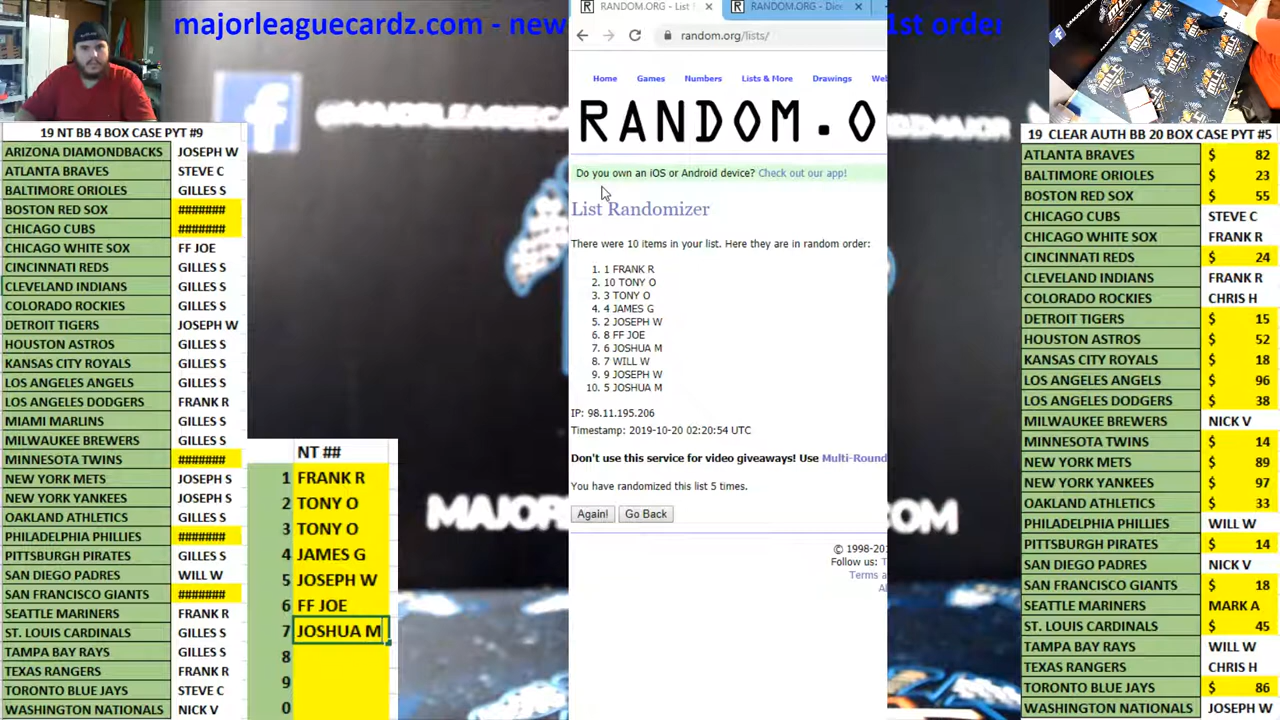 majorleaguecardz.com - new
1st order
RANDOM.ORG - List
RANDOM.ORG - Dice
random.org/lists/
Home Games Numbers Lists & More Drawings Web
RANDOM.O
Do you own an iOS or Android device? Check out our app!
List Randomizer
There were 10 items in your list. Here they are in random order:
1. 1 FRANK R
2. 10 TONY O
3. 3 TONY O
4. 4 JAMES G
5. 2 JOSEPH W
6. 8 FF JOE
7. 6 JOSHUA M
8. 7 WILL W
9. 9 JOSEPH W
10. 5 JOSHUA M
IP: 98.11.195.206
Timestamp: 2019-10-20 02:20:54 UTC
Don't use this service for video giveaways! Use Multi-Round
You have randomized this list 5 times.
Again! Go Back
© 1998-20
Follow us:
Terms a
Ad
19 NT BB 4 BOX CASE PYT #9
ARIZONA DIAMONDBACKS JOSEPH W
ATLANTA BRAVES STEVE C
BALTIMORE ORIOLES GILLES S
BOSTON RED SOX #######
CHICAGO CUBS #######
CHICAGO WHITE SOX FF JOE
CINCINNATI REDS GILLES S
CLEVELAND INDIANS GILLES S
COLORADO ROCKIES GILLES S
DETROIT TIGERS JOSEPH W
HOUSTON ASTROS GILLES S
KANSAS CITY ROYALS GILLES S
LOS ANGELES ANGELS GILLES S
LOS ANGELES DODGERS FRANK R
MIAMI MARLINS GILLES S
MILWAUKEE BREWERS GILLES S
MINNESOTA TWINS #######
NEW YORK METS JOSEPH S
NEW YORK YANKEES JOSEPH S
OAKLAND ATHLETICS GILLES S
PHILADELPHIA PHILLIES #######
PITTSBURGH PIRATES GILLES S
SAN DIEGO PADRES WILL W
SAN FRANCISCO GIANTS #######
SEATTLE MARINERS FRANK R
ST. LOUIS CARDINALS GILLES S
TAMPA BAY RAYS GILLES S
TEXAS RANGERS FRANK R
TORONTO BLUE JAYS STEVE C
WASHINGTON NATIONALS NICK V
NT ##
1 FRANK R
2 TONY O
3 TONY O
4 JAMES G
5 JOSEPH W
6 FF JOE
7 JOSHUA M
8
9
0
19 CLEAR AUTH BB 20 BOX CASE PYT #5
ATLANTA BRAVES $ 82
BALTIMORE ORIOLES $ 23
BOSTON RED SOX $ 55
CHICAGO CUBS STEVE C
CHICAGO WHITE SOX FRANK R
CINCINNATI REDS $ 24
CLEVELAND INDIANS FRANK R
COLORADO ROCKIES CHRIS H
DETROIT TIGERS $ 15
HOUSTON ASTROS $ 52
KANSAS CITY ROYALS $ 18
LOS ANGELES ANGELS $ 96
LOS ANGELES DODGERS $ 38
MILWAUKEE BREWERS NICK V
MINNESOTA TWINS $ 14
NEW YORK METS $ 89
NEW YORK YANKEES $ 97
OAKLAND ATHLETICS $ 33
PHILADELPHIA PHILLIES WILL W
PITTSBURGH PIRATES $ 14
SAN DIEGO PADRES NICK V
SAN FRANCISCO GIANTS $ 18
SEATTLE MARINERS MARK A
ST. LOUIS CARDINALS $ 45
TAMPA BAY RAYS WILL W
TEXAS RANGERS CHRIS H
TORONTO BLUE JAYS $ 86
WASHINGTON NATIONALS JOSEPH W